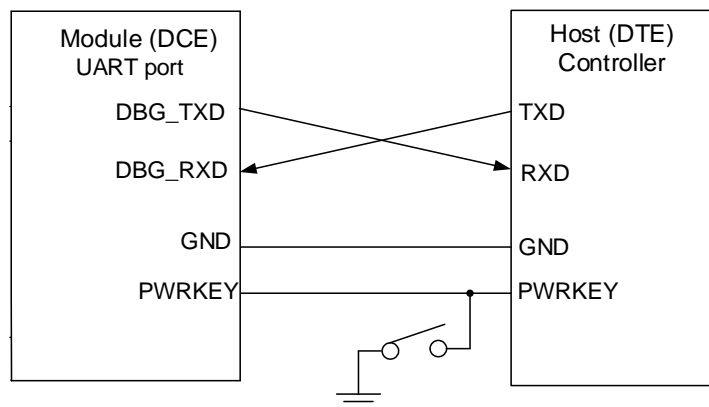 Module (DCE)
UART port
DBG_TXD
DBG_RXD
GND
PWRKEY
Host (DTE)
Controller
TXD
RXD
GND
PWRKEY